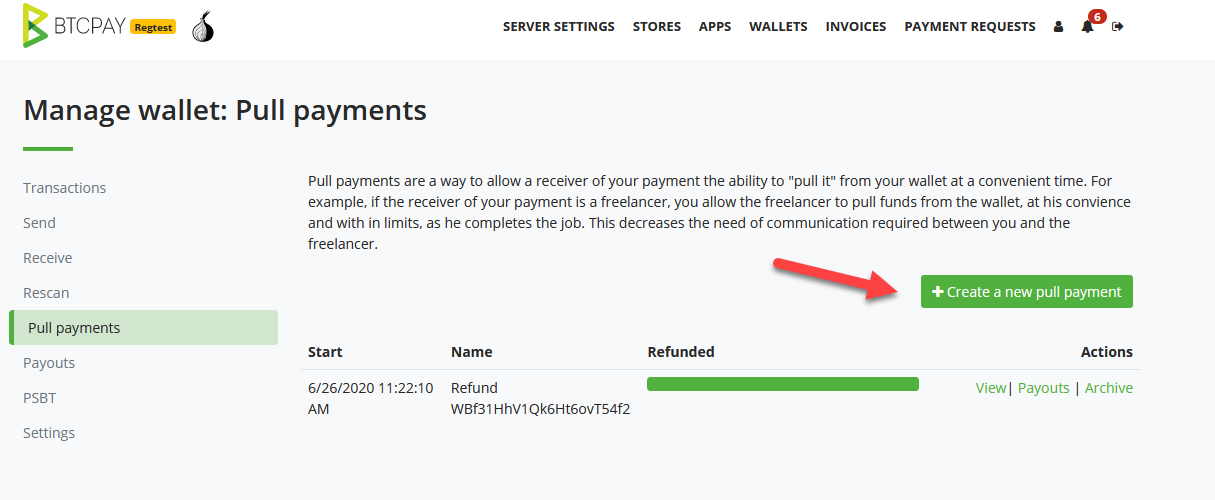 BTCPAY Regtest SERVER SETTINGS STORES APPS WALLETS INVOICES PAYMENT REQUESTS 6
Manage wallet: Pull payments
Transactions
Send
Receive
Rescan
Pull payments
Payouts
PSBT
Settings
Pull payments are a way to allow a receiver of your payment the ability to "pull it" from your wallet at a convenient time. For
example, if the receiver of your payment is a freelancer, you allow the freelancer to pull funds from the wallet, at his convience
and with in limits, as he completes the job. This decreases the need of communication required between you and the
freelancer.
Create a new pull payment
Start Name Refunded Actions
6/26/2020 11:22:10 Refund View| Payouts | Archive
AM WBf31HhV1Qk6Ht6ovT54f2